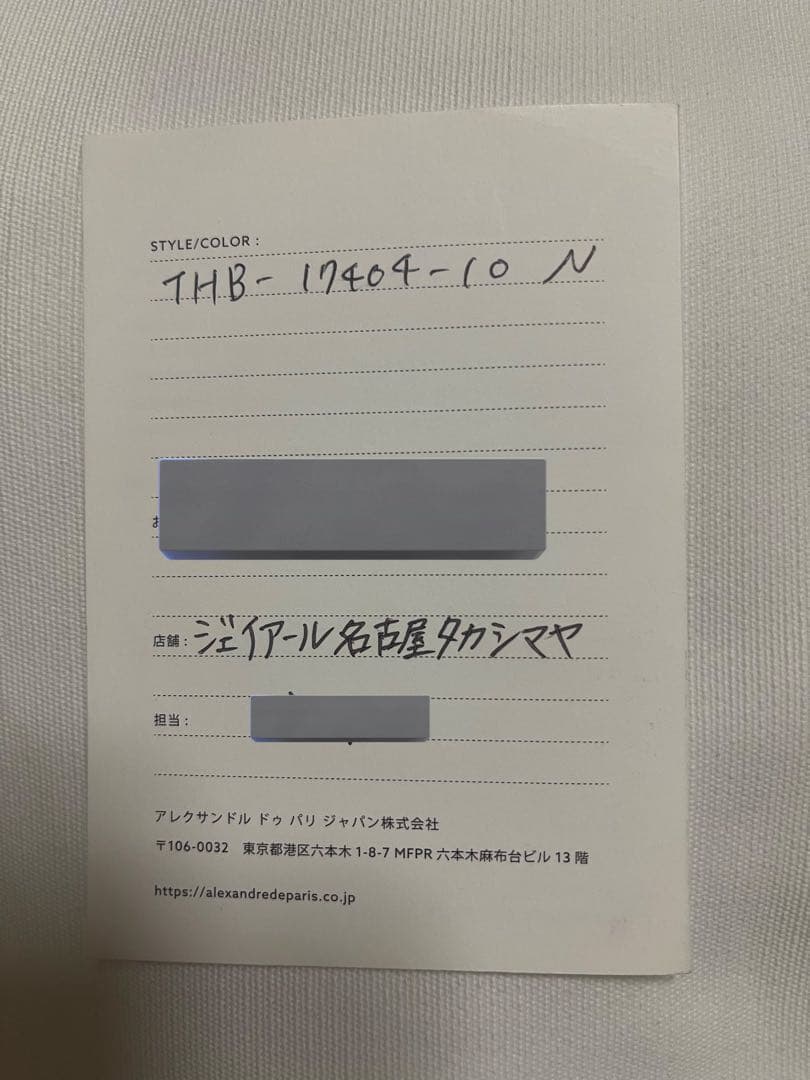 STYLE/COLOR :
THB- 17404-10 N
お
店舗 : ジェイアール名古屋タカシマヤ
担当 :
アレクサンドル ドゥ パリ ジャパン株式会社
〒106-0032 東京都港区六本木 1-8-7 MFPR 六本木麻布台ビル 13 階
https://alexandredeparis.co.jp